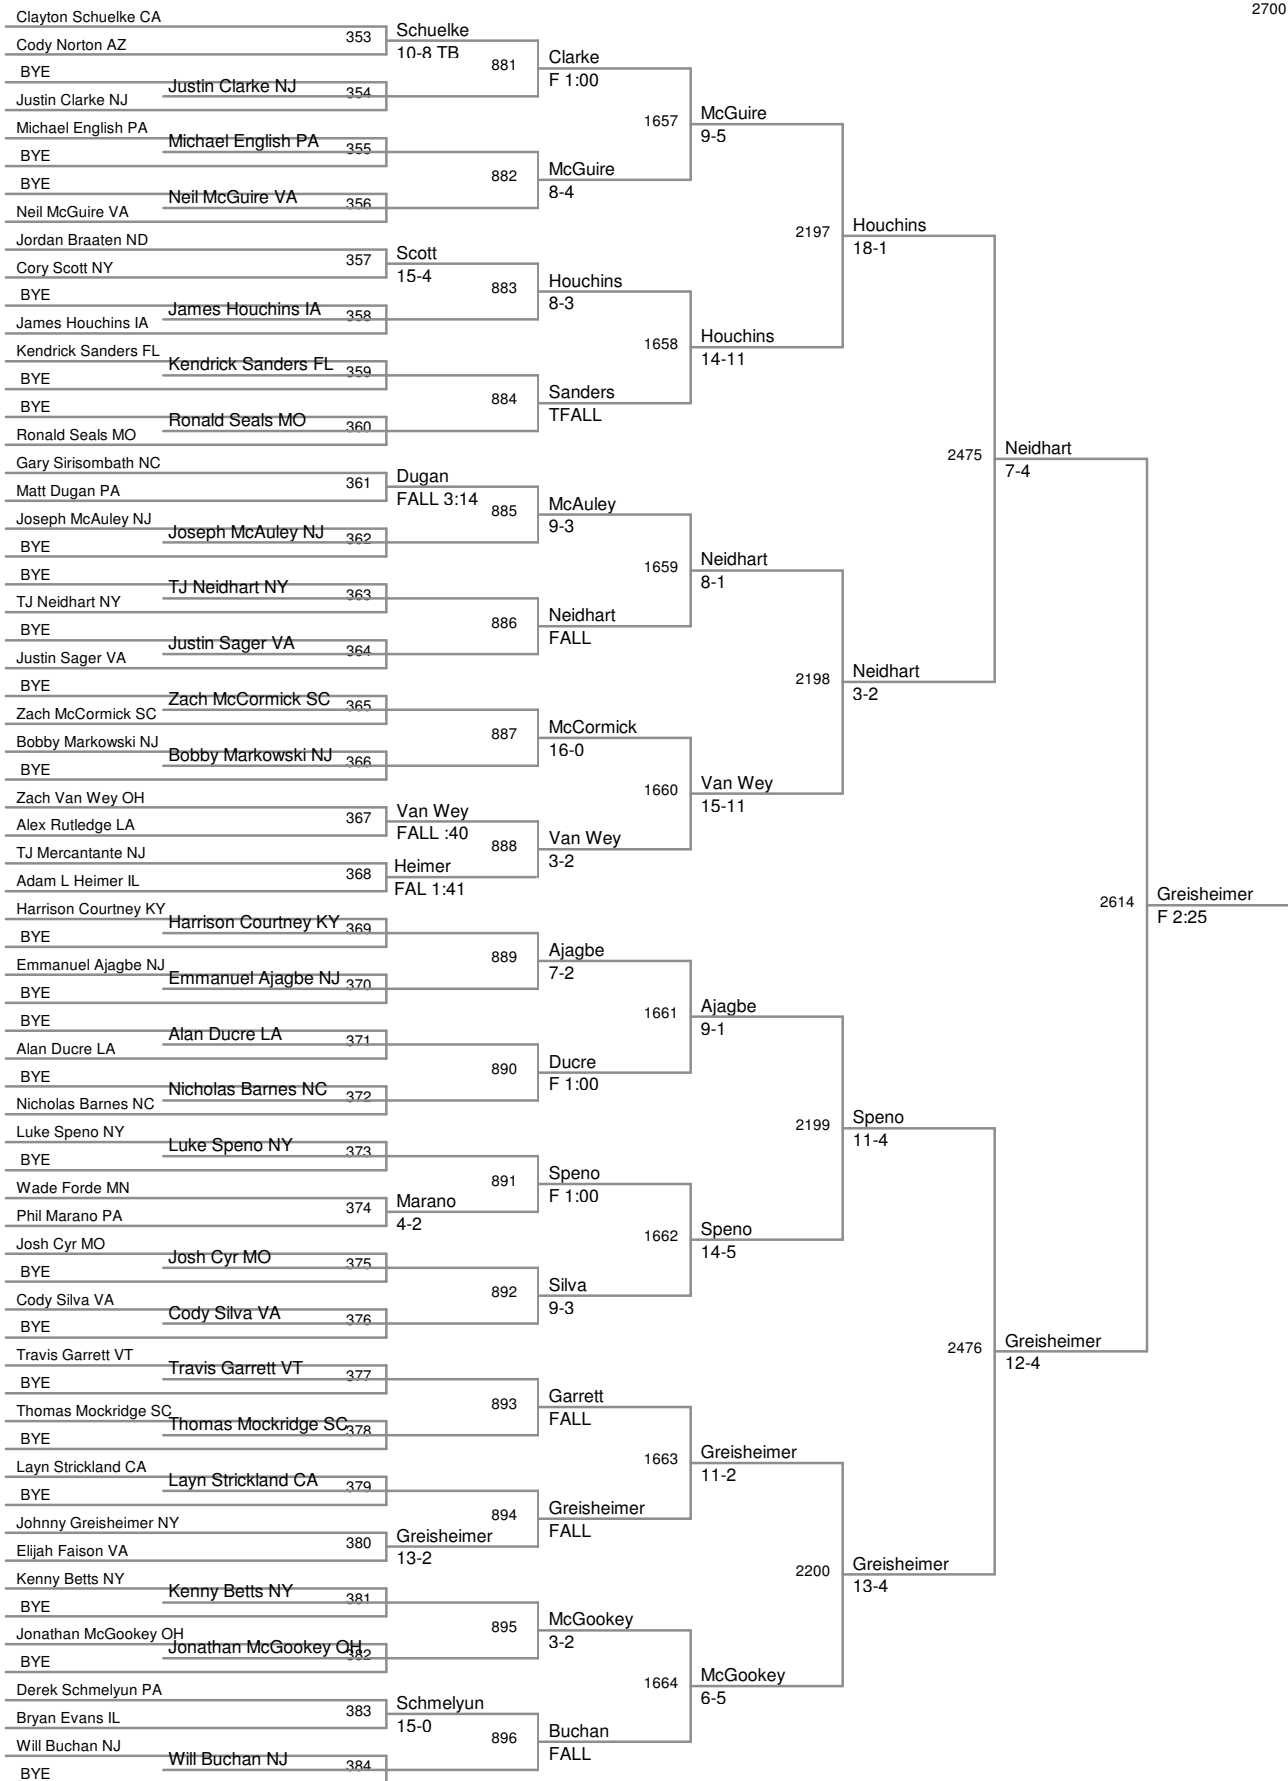 2700
Clayton Schuelke CA
Cody Norton AZ
BYE
Justin Clarke NJ
Michael English PA
BYE
BYE
Neil McGuire VA
Jordan Braaten ND
Cory Scott NY
BYE
James Houchins IA
Kendrick Sanders FL
BYE
BYE
Ronald Seals MO
Gary Sirisombath NC
Matt Dugan PA
Joseph McAuley NJ
BYE
BYE
TJ Neidhart NY
BYE
Justin Sager VA
BYE
Zach McCormick SC
Bobby Markowski NJ
BYE
Zach Van Wey OH
Alex Rutledge LA
TJ Mercantante NJ
Adam L Heimer IL
Harrison Courtney KY
BYE
Emmanuel Ajagbe NJ
BYE
BYE
Alan Ducre LA
BYE
Nicholas Barnes NC
Luke Speno NY
BYE
Wade Forde MN
Phil Marano PA
Josh Cyr MO
BYE
Cody Silva VA
BYE
Travis Garrett VT
BYE
Thomas Mockridge SC
BYE
Layn Strickland CA
BYE
Johnny Greisheimer NY
Elijah Faison VA
Kenny Betts NY
BYE
Jonathan McGookey OH
BYE
Derek Schmelyun PA
Bryan Evans IL
Will Buchan NJ
BYE
353
Justin Clarke NJ 354
Michael English PA 355
Neil McGuire VA 356
357
James Houchins IA 358
Kendrick Sanders FL 359
Ronald Seals MO 360
361
Joseph McAuley NJ 362
TJ Neidhart NY 363
Justin Sager VA 364
Zach McCormick SC 365
Bobby Markowski NJ 366
367
368
Harrison Courtney KY 369
Emmanuel Ajagbe NJ 370
Alan Ducre LA 371
Nicholas Barnes NC 372
Luke Speno NY 373
374
Josh Cyr MO 375
Cody Silva VA 376
Travis Garrett VT 377
Thomas Mockridge SC 378
Layn Strickland CA 379
380
Kenny Betts NY 381
Jonathan McGookey OH 382
383
Will Buchan NJ 384
Schuelke
10-8 TB
Scott
15-4
Dugan
FALL 3:14
Van Wey
FALL :40
Heimer
FAL 1:41
Marano
4-2
Greisheimer
13-2
Schmelyun
15-0
881
882
883
884
885
886
887
888
889
890
891
892
893
894
895
896
Clarke
F 1:00
McGuire
8-4
Houchins
8-3
Sanders
TFALL
McAuley
9-3
Neidhart
FALL
McCormick
16-0
Van Wey
3-2
Ajagbe
7-2
Ducre
F 1:00
Speno
F 1:00
Silva
9-3
Garrett
FALL
Greisheimer
FALL
McGookey
3-2
Buchan
FALL
1657
1658
1659
1660
1661
1662
1663
1664
McGuire
9-5
Houchins
14-11
Neidhart
8-1
Van Wey
15-11
Ajagbe
9-1
Speno
14-5
Greisheimer
11-2
McGookey
6-5
2197
2198
2199
2200
Houchins
18-1
Neidhart
3-2
Speno
11-4
Greisheimer
13-4
2475
2476
Neidhart
7-4
Greisheimer
12-4
2614
Greisheimer
F 2:25